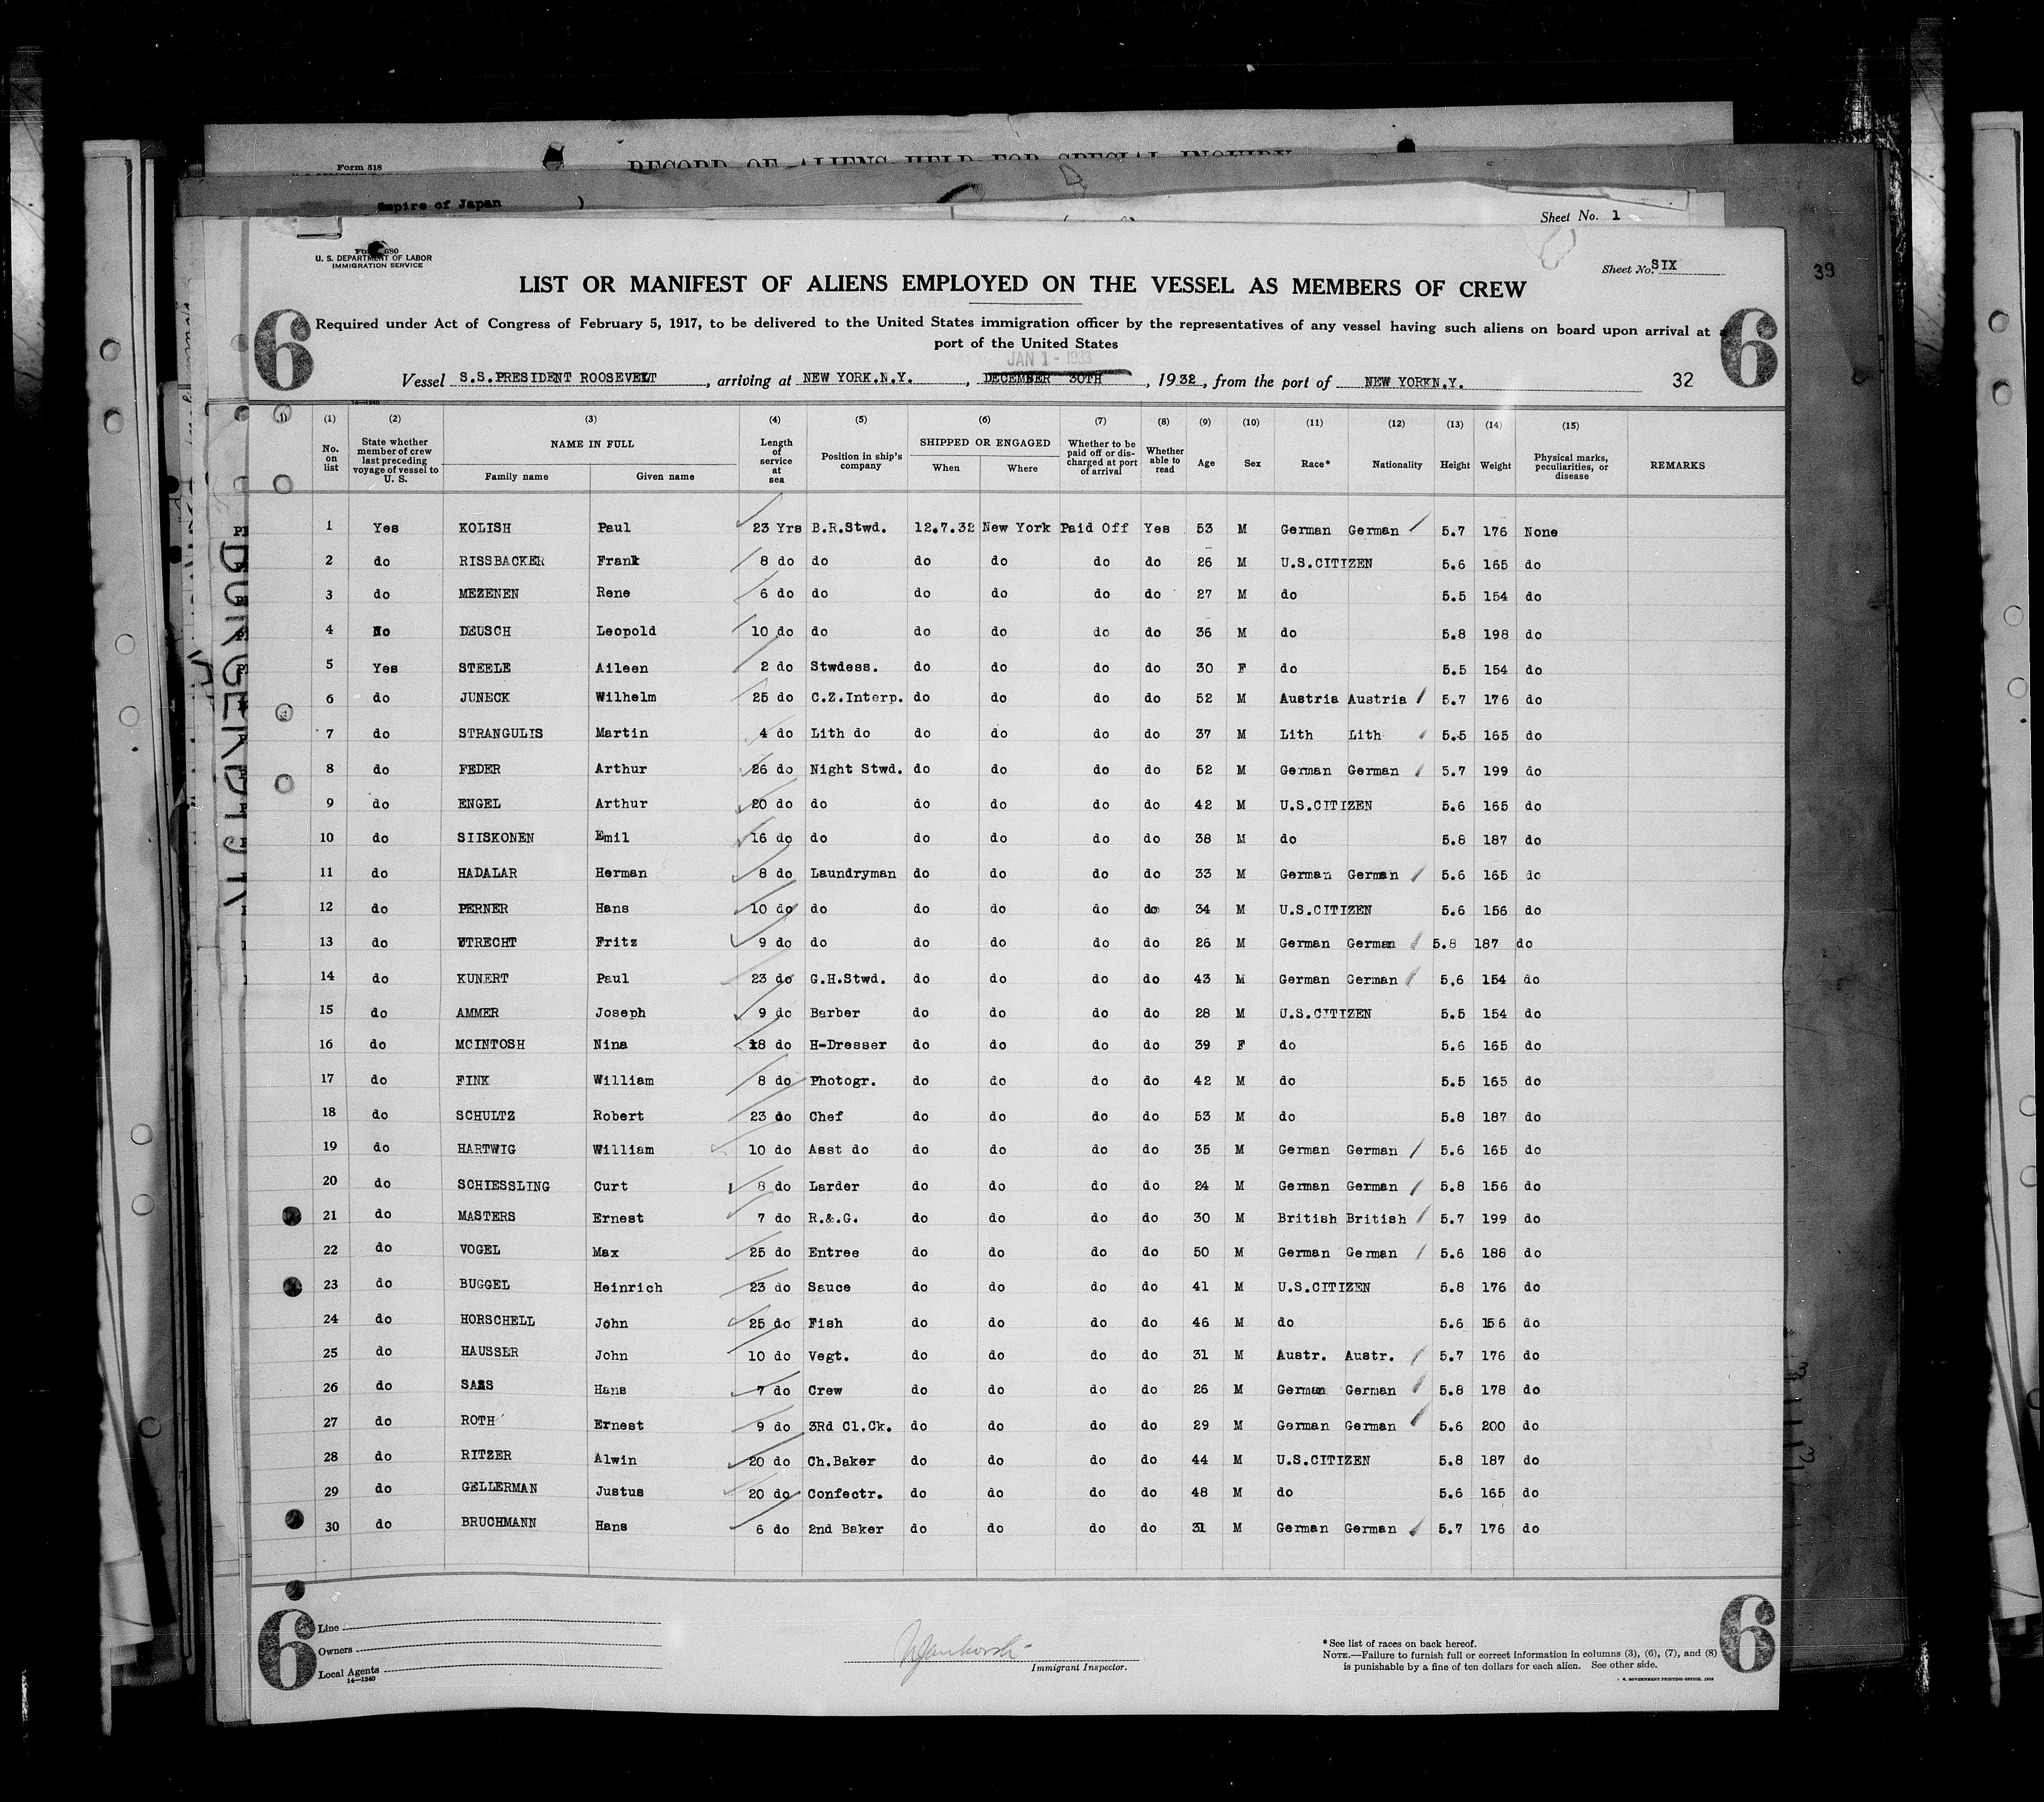 Form 518
RECORD OF ALIENS HELD FOR SPECIAL INQUIRY
Empire of Japan )
Sheet No. 1
39
Form 680
U. S. DEPARTMENT OF LABOR
IMMIGRATION SERVICE
Sheet No. SIX
LIST OR MANIFEST OF ALIENS EMPLOYED ON THE VESSEL AS MEMBERS OF CREW
6 6
Required under Act of Congress of February 5, 1917, to be delivered to the United States immigration officer by the representatives of any vessel having such aliens on board upon arrival at a
port of the United States
JAN 1 - 1933
Vessel S.S.PRESIDENT ROOSEVELT, arriving at NEW YORK.N.Y., DECEMBER 30TH, 1932, from the port of NEW YORKN.Y. 32
14—1240
(1) (2) (3) (4) (5) (6) (7) (8) (9) (10) (11) (12) (13) (14) (15)
No. on list State whether member of crew last preceding voyage of vessel to U. S. NAME IN FULL Family name Given name Length of service at sea Position in ship's company SHIPPED OR ENGAGED When Where Whether to be paid off or discharged at port of arrival Whether able to read Age Sex Race* Nationality Height Weight Physical marks, peculiarities, or disease REMARKS
1 Yes KOLISH Paul 23 Yrs B.R.Stwd. 12.7.32 New York Paid Off Yes 53 M German German 5.7 176 None
2 do RISSBACKER Frank 8 do do do do do do 26 M U.S.CITIZEN 5.6 165 do
3 do MEZENEN Rene 6 do do do do do do 27 M do 5.5 154 do
4 No DEUSCH Leopold 10 do do do do do do 36 M do 5.8 198 do
5 Yes STEELE Aileen 2 do Stwdess. do do do do 30 F do 5.5 154 do
6 do JUNECK Wilhelm 25 do C.Z.Interp. do do do do 52 M Austria Austria 5.7 176 do
7 do STRANGULIS Martin 4 do Lith do do do do do 37 M Lith Lith 5.5 165 do
8 do FEDER Arthur 26 do Night Stwd. do do do do 52 M German German 5.7 199 do
9 do ENGEL Arthur 20 do do do do do do 42 M U.S.CITIZEN 5.6 165 do
10 do SIISKONEN Emil 16 do do do do do do 38 M do 5.8 187 do
11 do HADALAR Herman 8 do Laundryman do do do do 33 M German German 5.6 165 do
12 do PERNER Hans 10 do do do do do do 34 M U.S.CITIZEN 5.6 156 do
13 do UTRECHT Fritz 9 do do do do do do 26 M German German 5.8 187 do
14 do KUNERT Paul 23 do G.H.Stwd. do do do do 43 M German German 5.6 154 do
15 do AMMER Joseph 9 do Barber do do do do 28 M U.S.CITIZEN 5.5 154 do
16 do MCINTOSH Nina 18 do H-Dresser do do do do 39 F do 5.6 165 do
17 do FINK William 8 do Photogr. do do do do 42 M do 5.5 165 do
18 do SCHULTZ Robert 23 do Chef do do do do 53 M do 5.8 187 do
19 do HARTWIG William 10 do Asst do do do do do 35 M German German 5.6 165 do
20 do SCHIESSLING Curt 8 do Larder do do do do 24 M German German 5.8 156 do
21 do MASTERS Ernest 7 do R.&.G. do do do do 30 M British British 5.7 199 do
22 do VOGEL Max 25 do Entree do do do do 50 M German German 5.6 188 do
23 do BUGGEL Heinrich 23 do Sauce do do do do 41 M U.S.CITIZEN 5.8 176 do
24 do HORSCHELL John 25 do Fish do do do do 46 M do 5.6 156 do
25 do HAUSSER John 10 do Vegt. do do do do 31 M Austr. Austr. 5.7 176 do
26 do SASS Hans 7 do Crew do do do do 26 M German German 5.8 178 do
27 do ROTH Ernest 9 do 3Rd Cl.Ck. do do do do 29 M German German 5.6 200 do
28 do RITZER Alwin 20 do Ch.Baker do do do do 44 M U.S.CITIZEN 5.8 187 do
29 do GELLERMAN Justus 20 do Confectr. do do do do 48 M do 5.6 165 do
30 do BRUCHMANN Hans 6 do 2nd Baker do do do do 31 M German German 5.7 176 do
6 6
Line
Owners
Local Agents
14—1240
Immigrant Inspector.
*See list of races on back hereof.
NOTE.—Failure to furnish full or correct information in columns (3), (6), (7), and (8)
is punishable by a fine of ten dollars for each alien. See other side.
U. S. GOVERNMENT PRINTING OFFICE